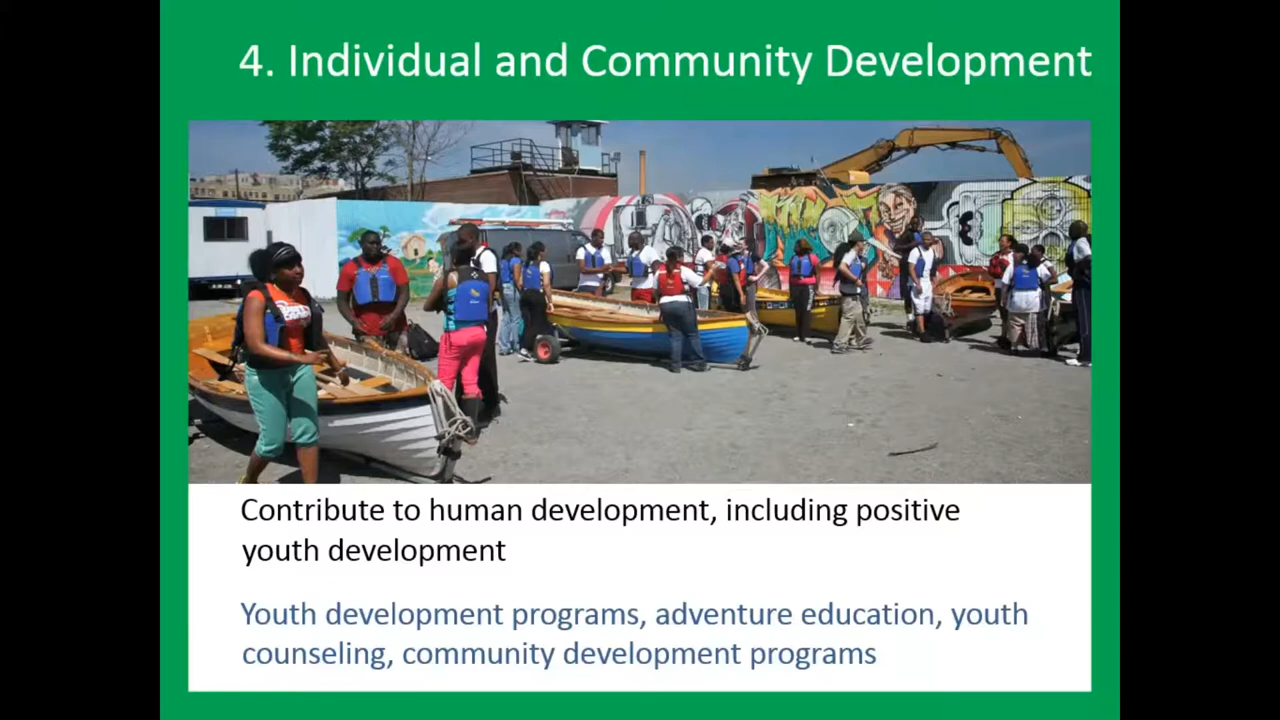 4. Individual and Community Development
Contribute to human development, including positive
youth development
Youth development programs, adventure education, youth
counseling, community development programs